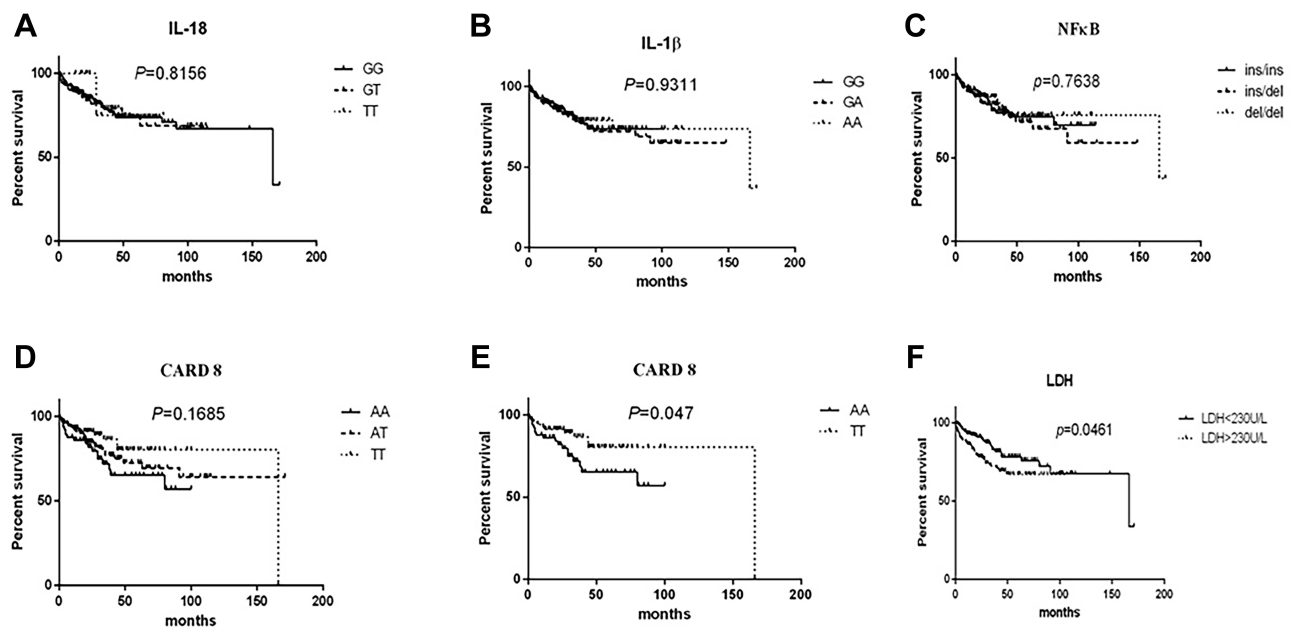 A
IL-18
P=0.8156
GG
GT
TT
Percent survival
100
50
0
0 50 100 150 200
months
B
IL-1β
P=0.9311
GG
GA
AA
Percent survival
100
50
0
0 50 100 150 200
months
C
NFκB
p=0.7638
ins/ins
ins/del
del/del
Percent survival
100
50
0
0 50 100 150 200
months
D
CARD 8
P=0.1685
AA
AT
TT
Percent survival
100
50
0
0 50 100 150 200
months
E
CARD 8
P=0.047
AA
TT
Percent survival
100
50
0
0 50 100 150 200
months
F
LDH
p=0.0461
LDH<230U/L
LDH>230U/L
Percent survival
100
50
0
0 50 100 150 200
months